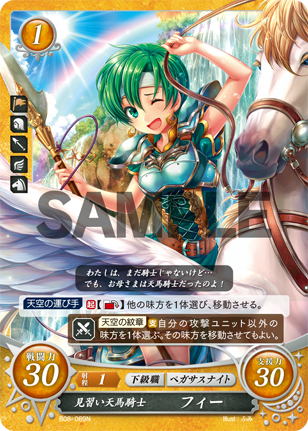 1
SAMPLE
わたしは、まだ騎士じゃないけど…
でも、お母さまは天馬騎士だったのよ!
天空の運び手 起【】他の味方を1体選び、移動させる。
天空の紋章 支自分の攻撃ユニット以外の
味方を1体選ぶ。その味方を移動させてもよい。
戦闘力
30
射程 1
下級職
ペガサスナイト
支援力
30
見習い天馬騎士 フィー
B08-069N